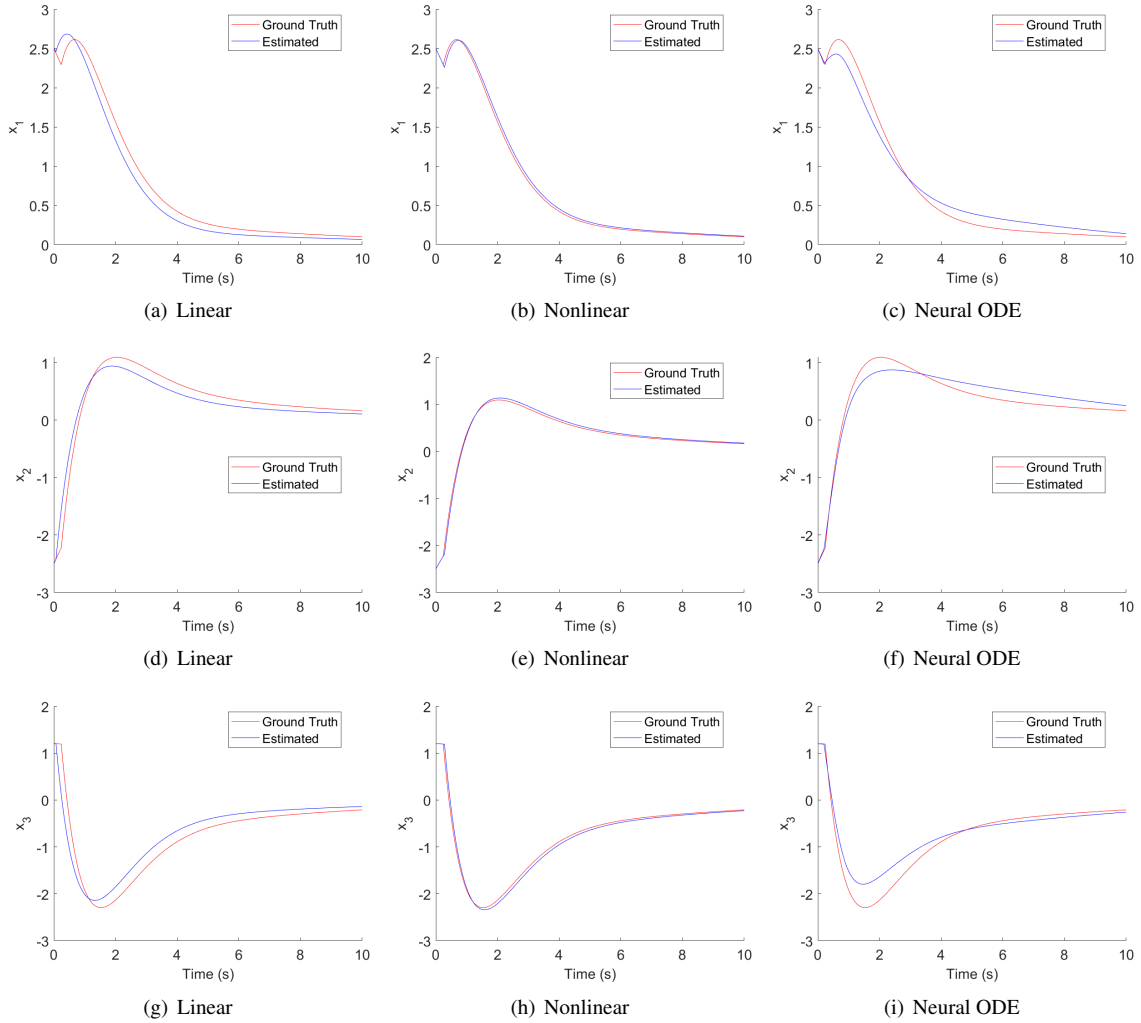 3
2.5
2
1.5
1
0.5
0
x1
Ground Truth
Estimated
0 2 4 6 8 10
Time (s)
(a) Linear
3
2.5
2
1.5
1
0.5
0
x1
Ground Truth
Estimated
0 2 4 6 8 10
Time (s)
(b) Nonlinear
3
2.5
2
1.5
1
0.5
0
x1
Ground Truth
Estimated
0 2 4 6 8 10
Time (s)
(c) Neural ODE
1
0
-1
-2
-3
x2
Ground Truth
Estimated
0 2 4 6 8 10
Time (s)
(d) Linear
2
1
0
-1
-2
-3
x2
Ground Truth
Estimated
0 2 4 6 8 10
Time (s)
(e) Nonlinear
1
0
-1
-2
-3
x2
Ground Truth
Estimated
0 2 4 6 8 10
Time (s)
(f) Neural ODE
2
1
0
-1
-2
-3
x3
Ground Truth
Estimated
0 2 4 6 8 10
Time (s)
(g) Linear
2
1
0
-1
-2
-3
x3
Ground Truth
Estimated
0 2 4 6 8 10
Time (s)
(h) Nonlinear
2
1
0
-1
-2
-3
x3
Ground Truth
Estimated
0 2 4 6 8 10
Time (s)
(i) Neural ODE